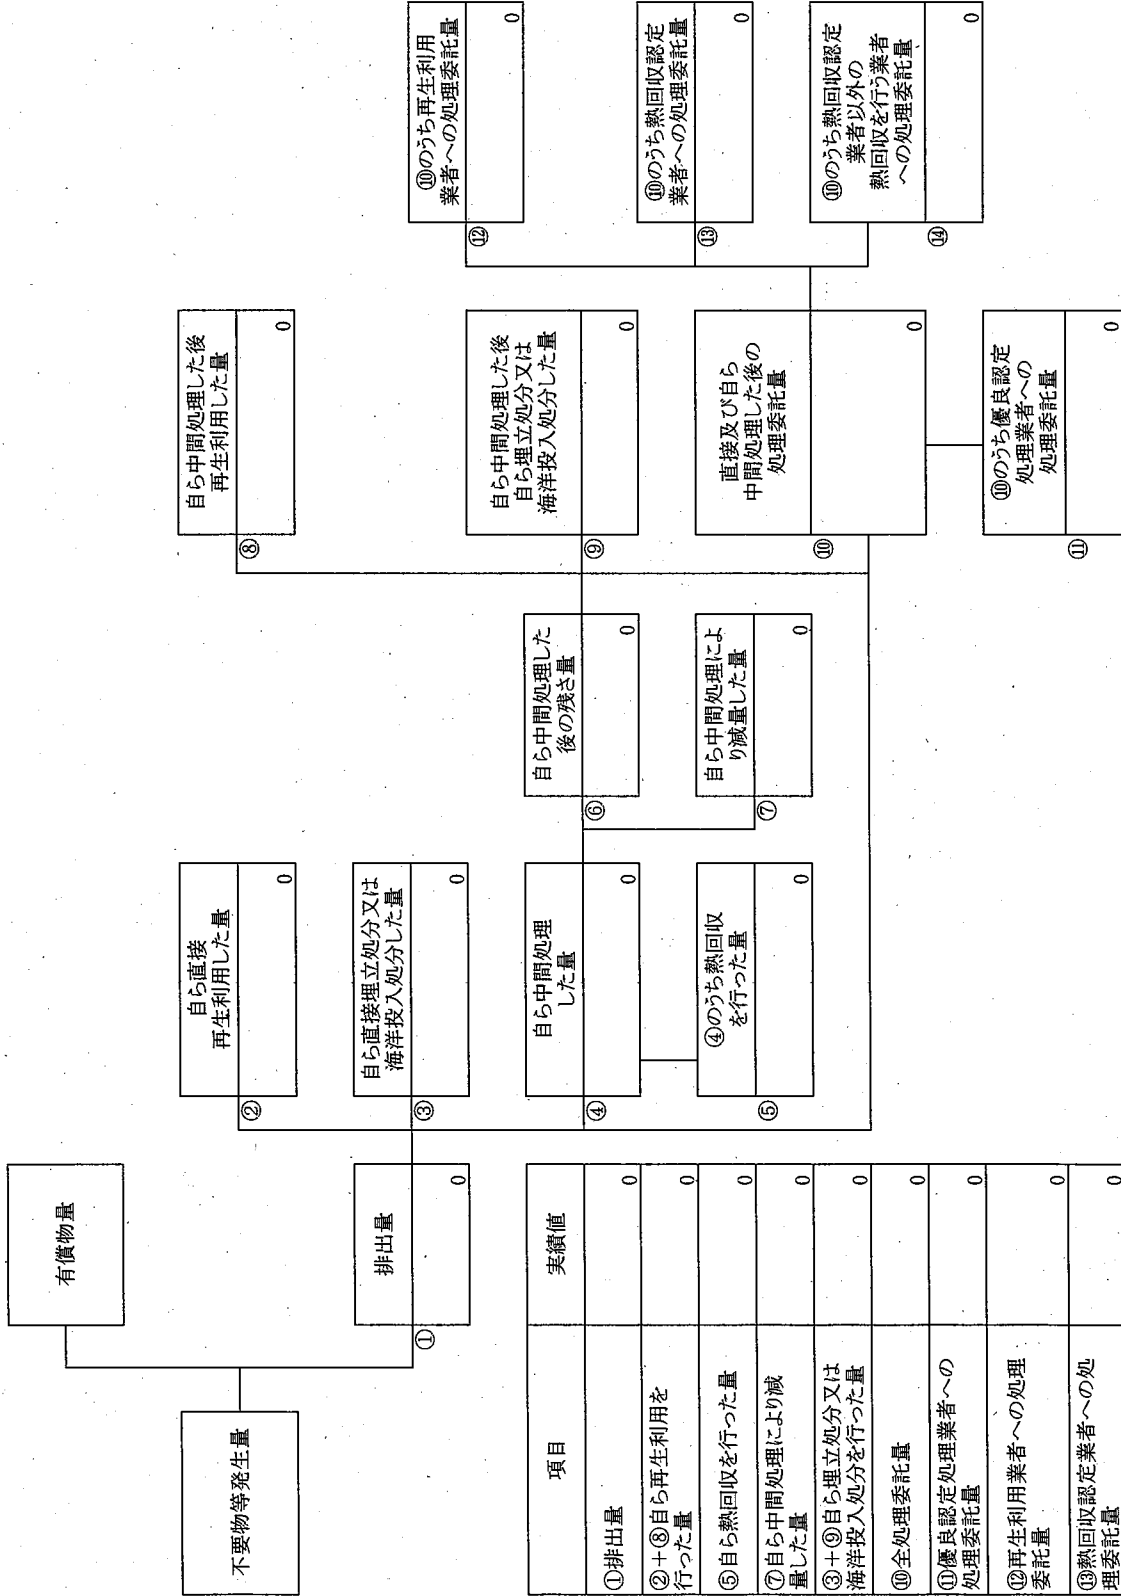 不要物等発生量
有償物量
排出量
①
0
自ら直接
再生利用した量
②
0
自ら直接埋立処分又は
海洋投入処分した量
③
0
自ら中間処理
した量
④
0
④のうち熱回収
を行った量
⑤
0
自ら中間処理した
後の残さ量
⑥
0
自ら中間処理によ
り減量した量
⑦
0
自ら中間処理した後
再生利用した量
⑧
0
自ら中間処理した後
自ら埋立処分又は
海洋投入処分した量
⑨
0
直接及び自ら
中間処理した後の
処理委託量
⑩
0
⑩のうち優良認定
処理業者への
処理委託量
⑪
0
⑩のうち再生利用
業者への処理委託量
⑫
0
⑩のうち熱回収認定
業者への処理委託量
⑬
0
⑩のうち熱回収認定
業者以外の
熱回収を行う業者
への処理委託量
⑭
0
項目 実績値
①排出量 0
②+⑧自ら再生利用を
行った量 0
⑤自ら熱回収を行った量 0
⑦自ら中間処理により減
量した量 0
③+⑨自ら埋立処分又は
海洋投入処分を行った量 0
⑩全処理委託量 0
⑪優良認定処理業者への
処理委託量 0
⑫再生利用業者への処理
委託量 0
⑬熱回収認定業者への処
理委託量 0